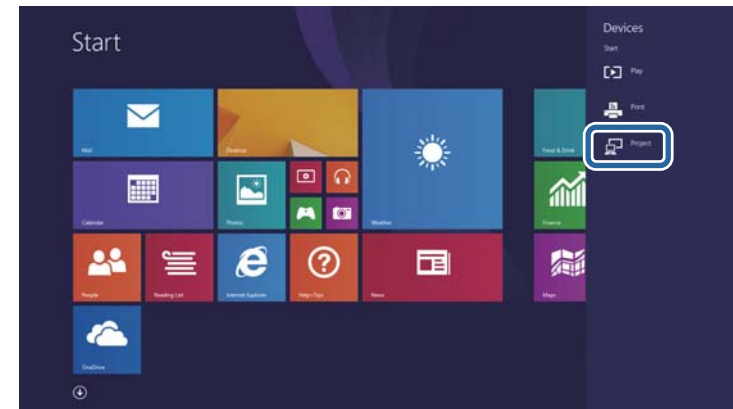 Start
Devices
Start
Play
Print
Project
Mail
Desktop
Weather
Food & Drink
Calendar
Photos
Finance
People
Reading List
Internet Explorer
Help+Tips
News
Maps
OneDrive